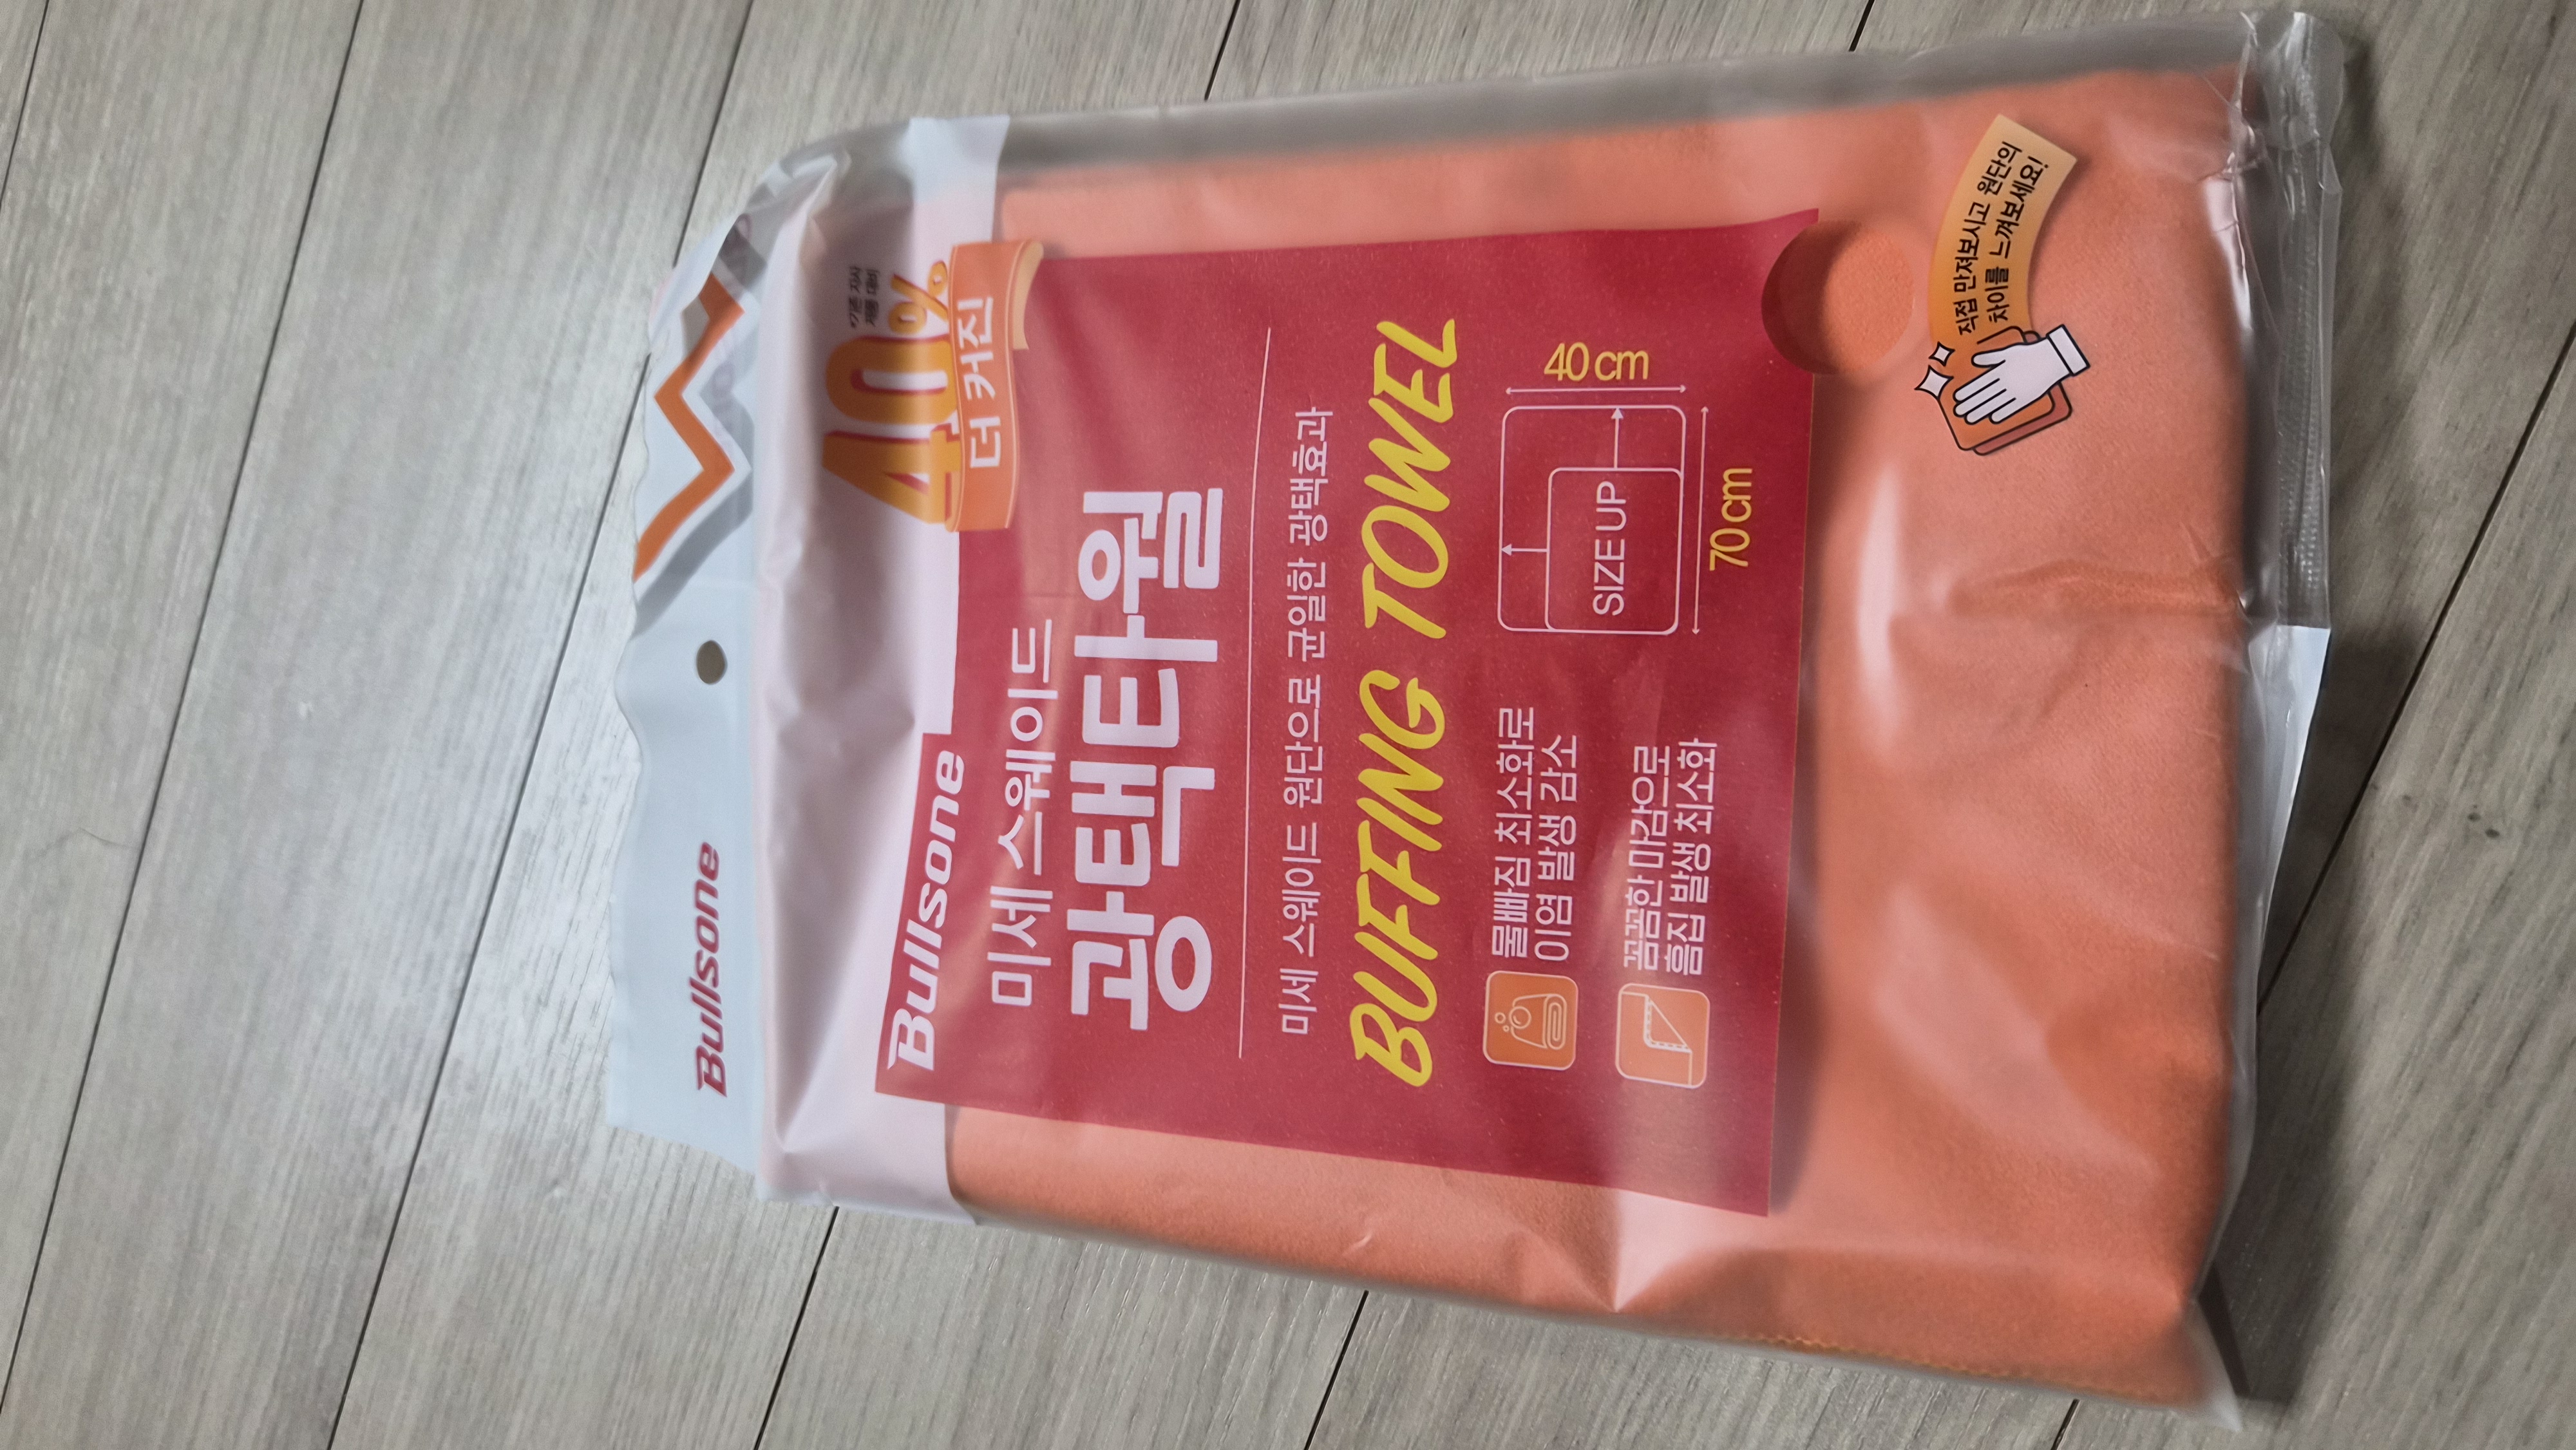 Bullsone
*기존 자사
제품 대비
40%
더 커진
Bullsone
미세 스웨이드
광택타월
미세 스웨이드 원단으로 균일한 광택효과
BUFFING TOWEL
물빠짐 최소화로
이염 발생 감소
꼼꼼한 마감으로
흠집 발생 최소화
SIZE UP
40 cm
70 cm
직접 만져보시고 원단의
차이를 느껴보세요!